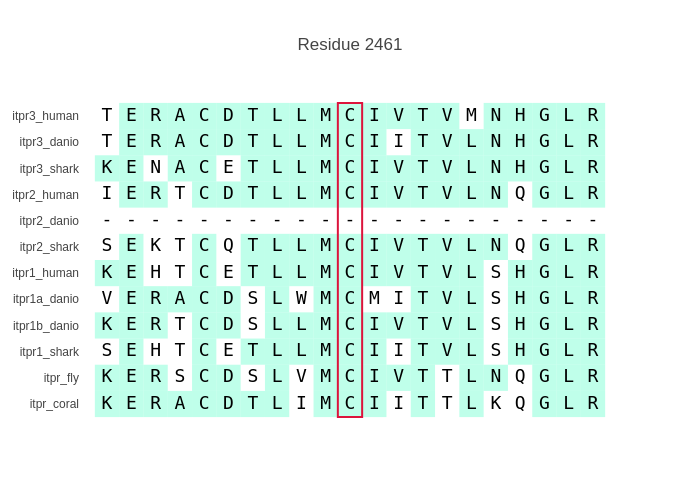 Residue 2461
itpr3_human T E R A C D T L L M C I V T V M N H G L R
itpr3_danio T E R A C D T L L M C I I T V L N H G L R
itpr3_shark K E N A C E T L L M C I V T V L N H G L R
itpr2_human I E R T C D T L L M C I V T V L N Q G L R
itpr2_danio - - - - - - - - - - - - - - - - - - - - -
itpr2_shark S E K T C Q T L L M C I V T V L N Q G L R
itpr1_human K E H T C E T L L M C I V T V L S H G L R
itpr1a_danio V E R A C D S L W M C M I T V L S H G L R
itpr1b_danio K E R T C D S L L M C I V T V L S H G L R
itpr1_shark S E H T C E T L L M C I I T V L S H G L R
itpr_fly K E R S C D S L V M C I V T T L N Q G L R
itpr_coral K E R A C D T L I M C I I T T L K Q G L R